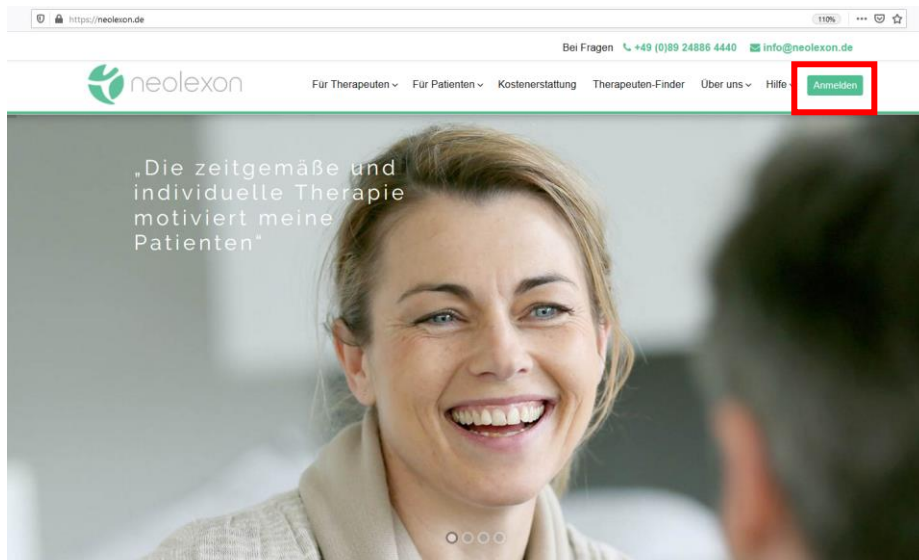 https://neolexon.de 110%
Bei Fragen +49 (0)89 24886 4440 info@neolexon.de
neolexon Für Therapeuten Für Patienten Kostenerstattung Therapeuten-Finder Über uns Hilfe Anmelden
„Die zeitgemäße und
individuelle Therapie
motiviert meine
Patienten“